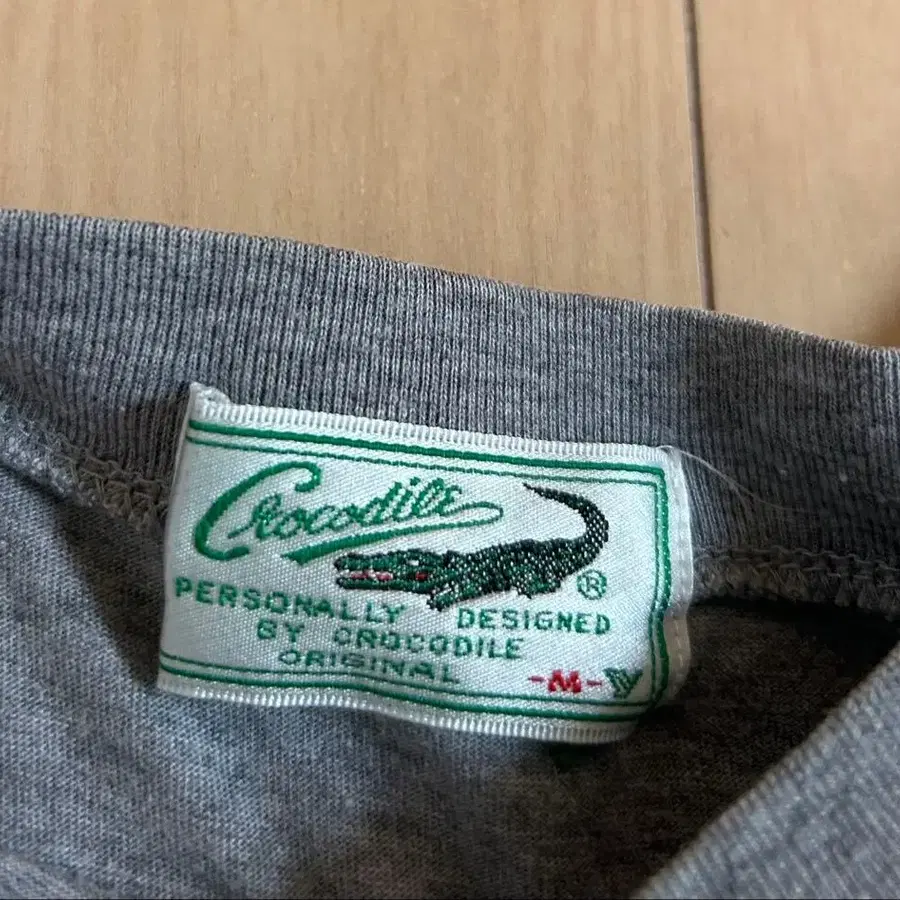 Crocodile
®
PERSONALLY DESIGNED
BY CROCODILE
ORIGINAL
-M-